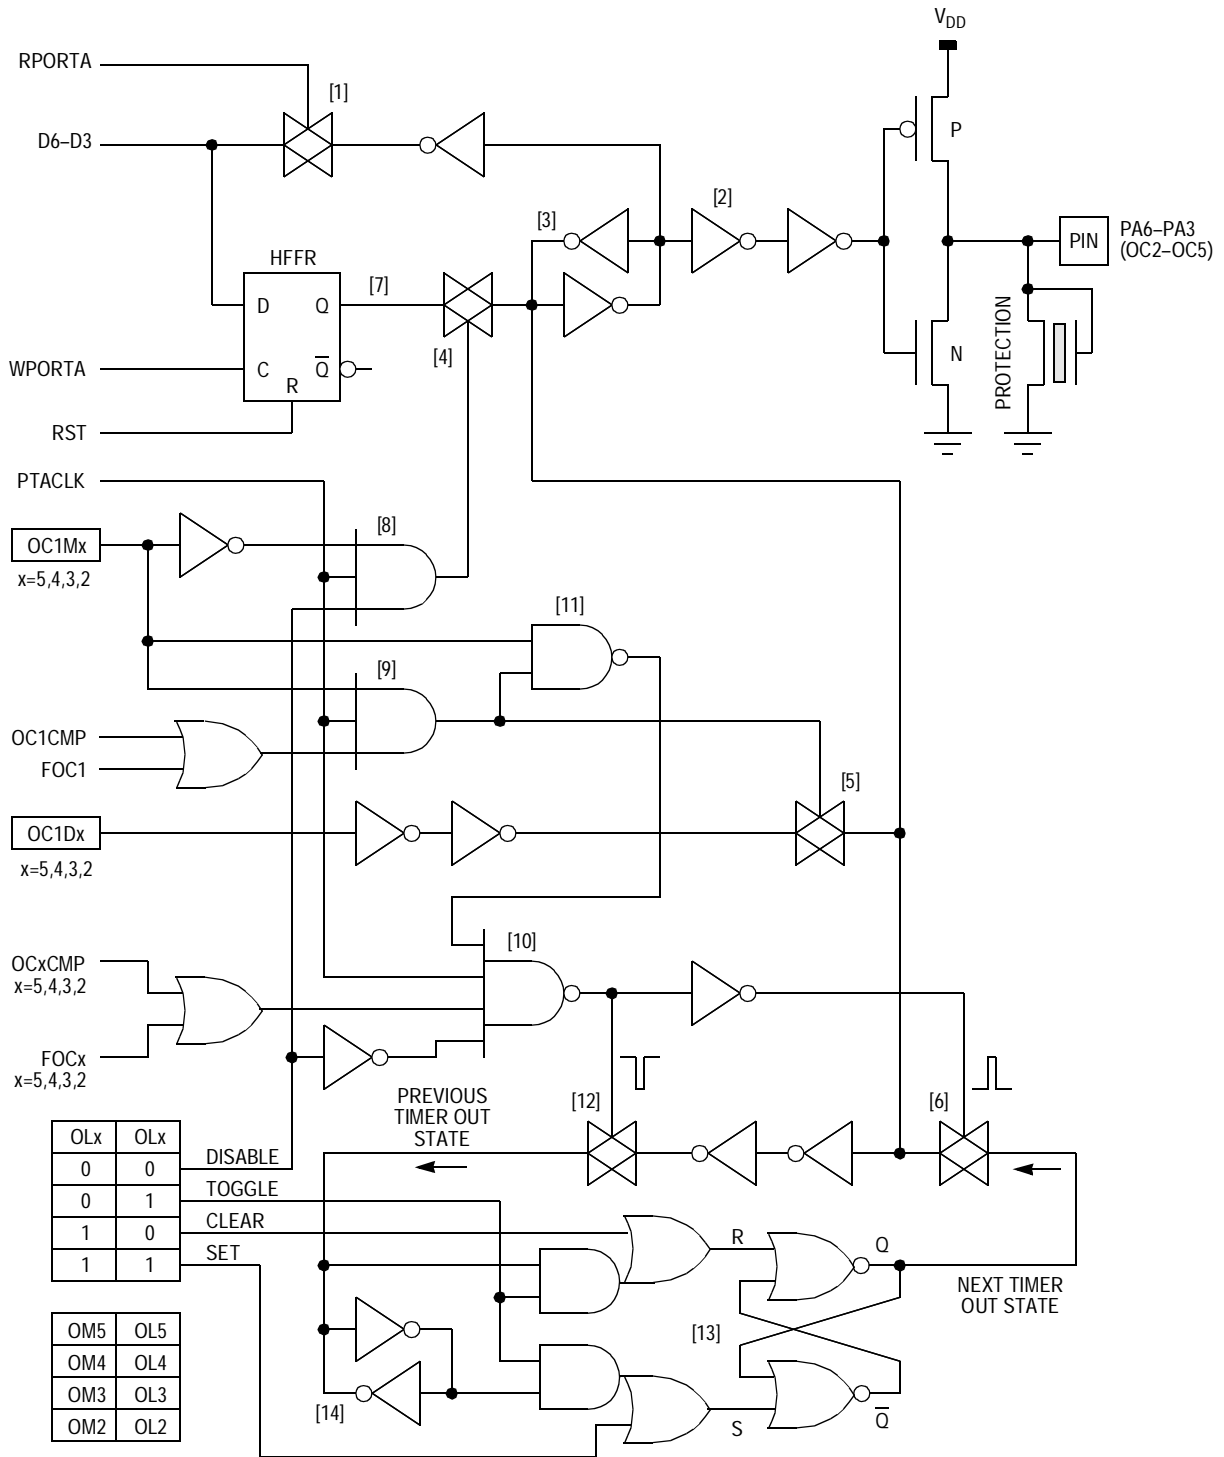 VDD
RPORTA
[1]
D6–D3
P
[2]
[3]
PIN
PA6–PA3
(OC2–OC5)
HFFR
[7]
D
Q
[4]
PROTECTION
N
WPORTA
C
Q
R
RST
PTACLK
[8]
OC1Mx
x=5,4,3,2
[11]
[9]
OC1CMP
FOC1
[5]
OC1Dx
x=5,4,3,2
[10]
OCxCMP
x=5,4,3,2
FOCx
x=5,4,3,2
PREVIOUS
TIMER OUT
STATE
[12]
[6]
OLx OLx
0 0 DISABLE
0 1 TOGGLE
1 0 CLEAR
1 1 SET
R
Q
NEXT TIMER
OUT STATE
[13]
OM5 OL5
OM4 OL4
OM3 OL3
OM2 OL2
[14]
S
Q